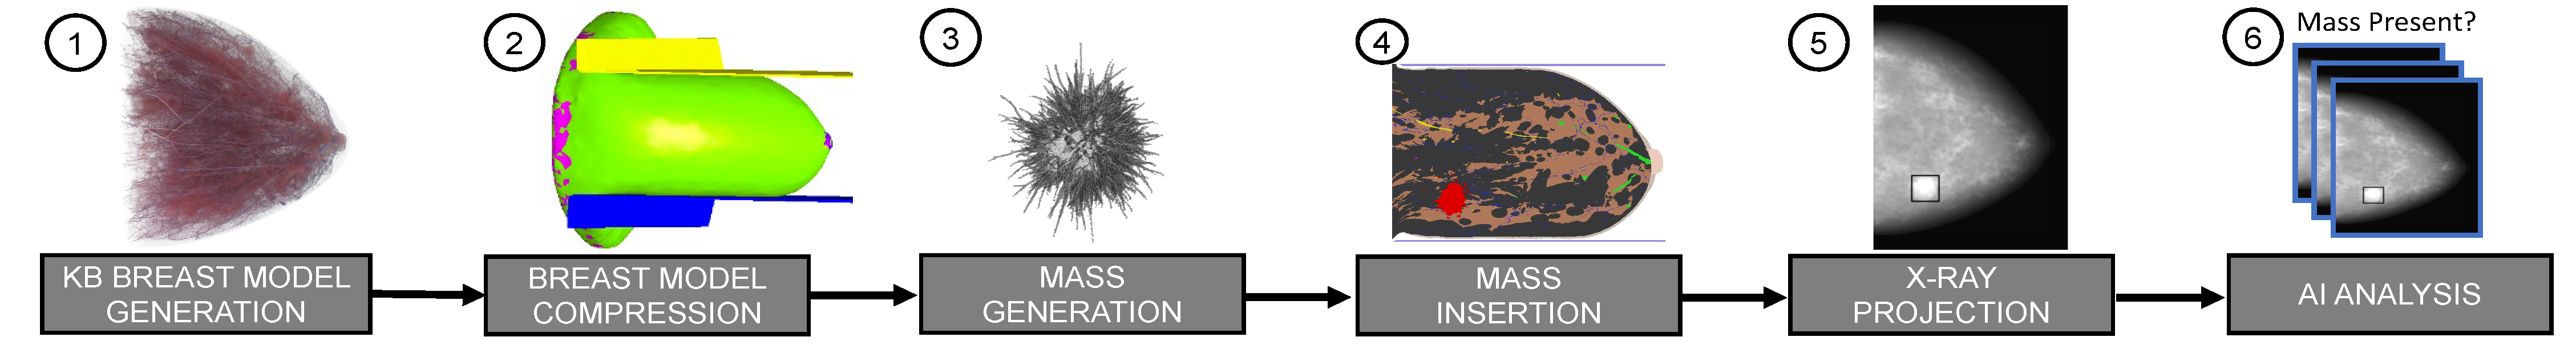 1
2
3
4
5
6
Mass Present?
KB BREAST MODEL
GENERATION
BREAST MODEL
COMPRESSION
MASS
GENERATION
MASS
INSERTION
X-RAY
PROJECTION
AI ANALYSIS